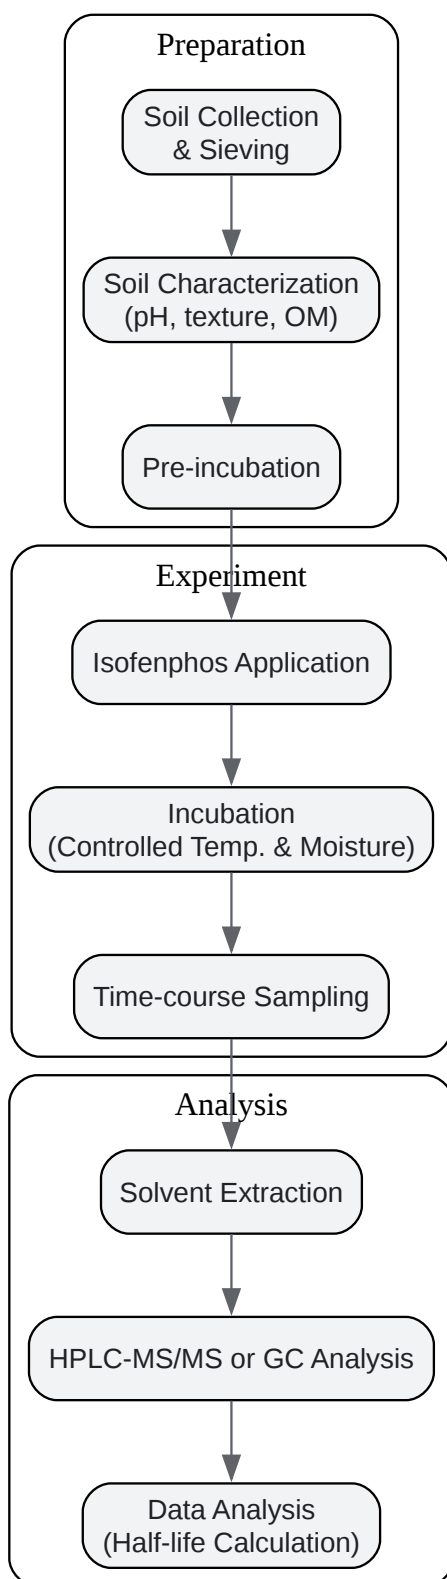 Preparation
Soil Collection
& Sieving
Soil Characterization
(pH, texture, OM)
Pre-incubation
Experiment
Isofenphos Application
Incubation
(Controlled Temp. & Moisture)
Time-course Sampling
Analysis
Solvent Extraction
HPLC-MS/MS or GC Analysis
Data Analysis
(Half-life Calculation)